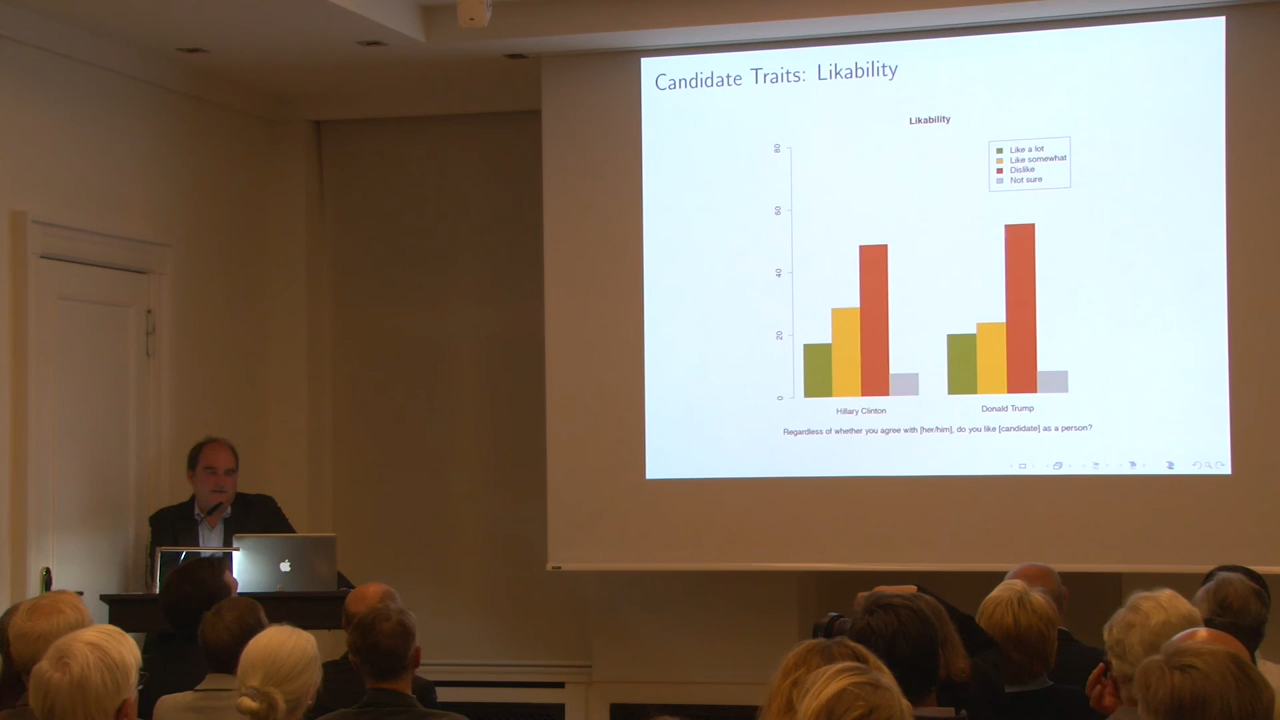 Candidate Traits: Likability
Likability
Like a lot
Like somewhat
Dislike
Not sure
80
60
40
20
0
Hillary Clinton
Donald Trump
Regardless of whether you agree with [her/him], do you like [candidate] as a person?